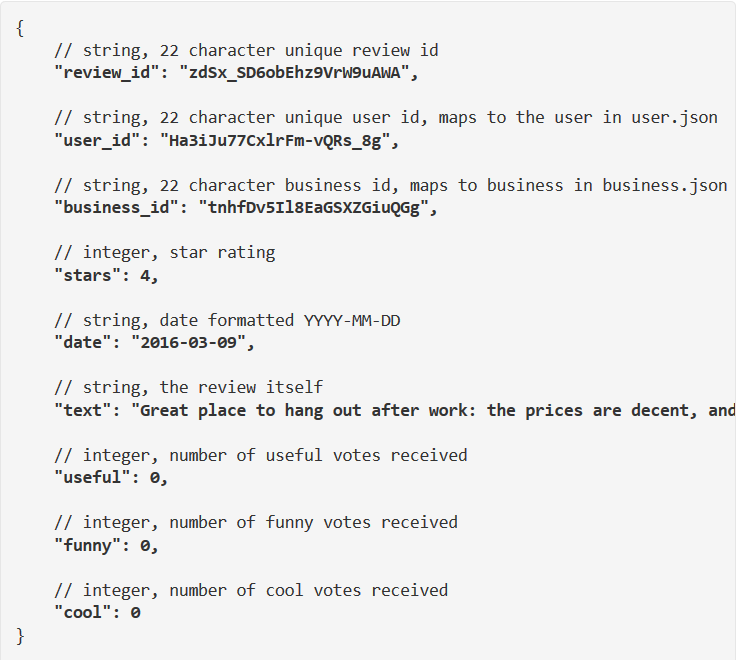 {
// string, 22 character unique review id
"review_id": "zdSx_SD6obEhz9VrW9uAWA",
// string, 22 character unique user id, maps to the user in user.json
"user_id": "Ha3iJu77CxlrFm-vQRs_8g",
// string, 22 character business id, maps to business in business.json
"business_id": "tnhfDv5Il8EaGSXZGiuQGg",
// integer, star rating
"stars": 4,
// string, date formatted YYYY-MM-DD
"date": "2016-03-09",
// string, the review itself
"text": "Great place to hang out after work: the prices are decent, and
// integer, number of useful votes received
"useful": 0,
// integer, number of funny votes received
"funny": 0,
// integer, number of cool votes received
"cool": 0
}